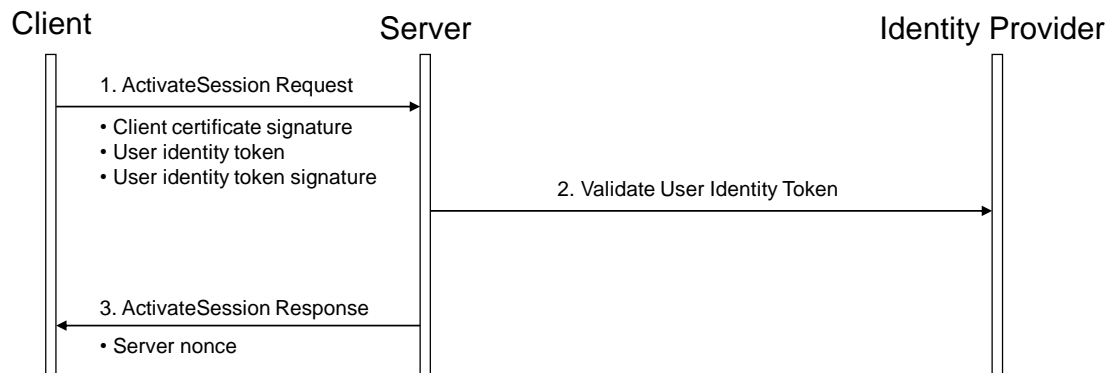 Client
Server
Identity Provider
1. ActivateSession Request
• Client certificate signature
• User identity token
• User identity token signature
2. Validate User Identity Token
3. ActivateSession Response
• Server nonce